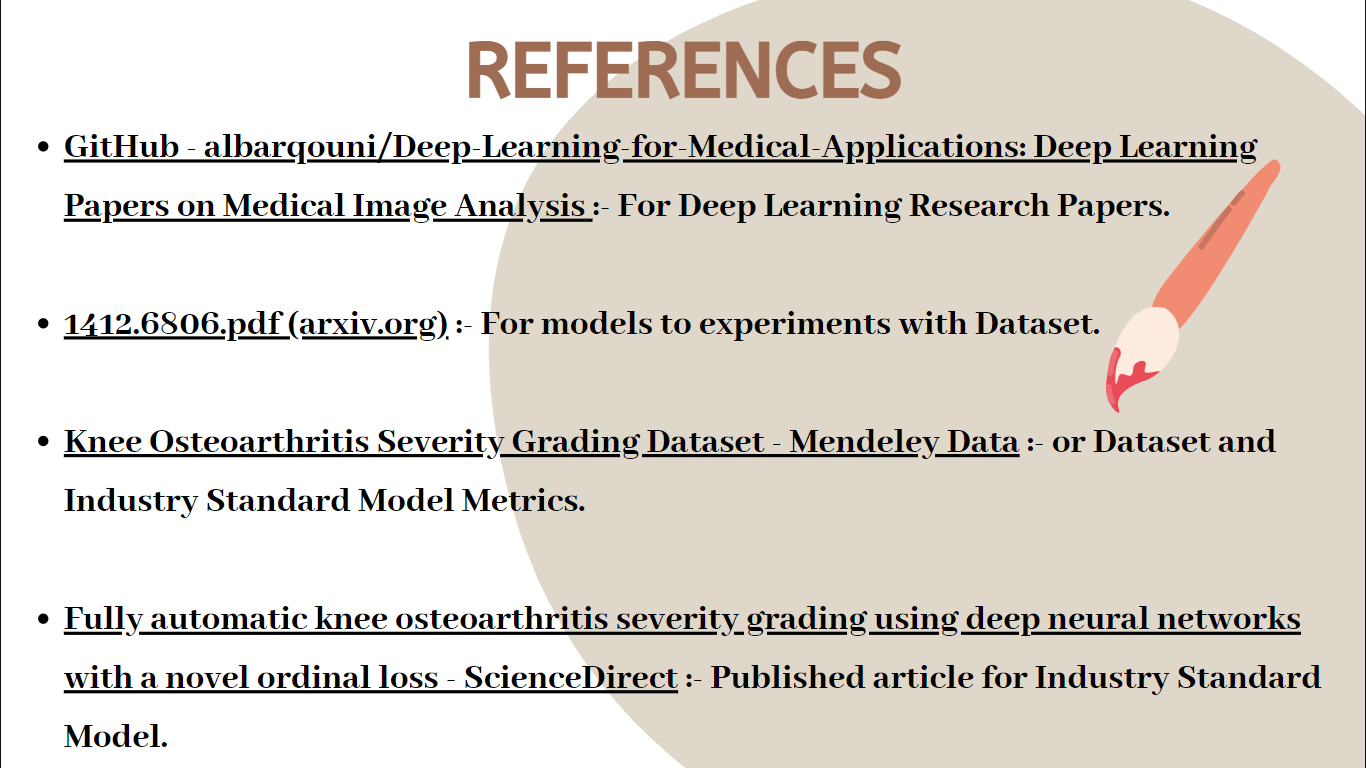 REFERENCES
• GitHub - albarqouni/Deep-Learning-for-Medical-Applications: Deep Learning
Papers on Medical Image Analysis :- For Deep Learning Research Papers.
• 1412.6806.pdf (arxiv.org) :- For models to experiments with Dataset.
• Knee Osteoarthritis Severity Grading Dataset - Mendeley Data :- or Dataset and
Industry Standard Model Metrics.
• Fully automatic knee osteoarthritis severity grading using deep neural networks
with a novel ordinal loss - ScienceDirect :- Published article for Industry Standard
Model.